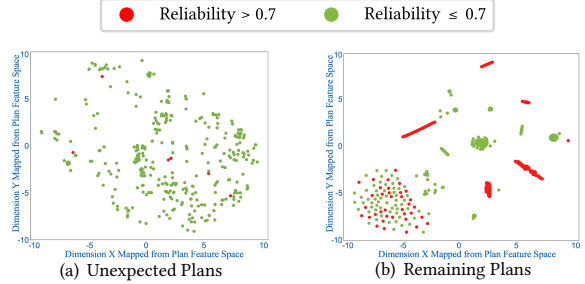 Reliability > 0.7 Reliability ≤ 0.7
Dimension Y Mapped from Plan Feature Space
10
5
0
-5
-10
-10 -5 0 5 10
Dimension X Mapped from Plan Feature Space
(a) Unexpected Plans
Dimension Y Mapped from Plan Feature Space
10
5
0
-5
-10
-10 -5 0 5 10
Dimension X Mapped from Plan Feature Space
(b) Remaining Plans